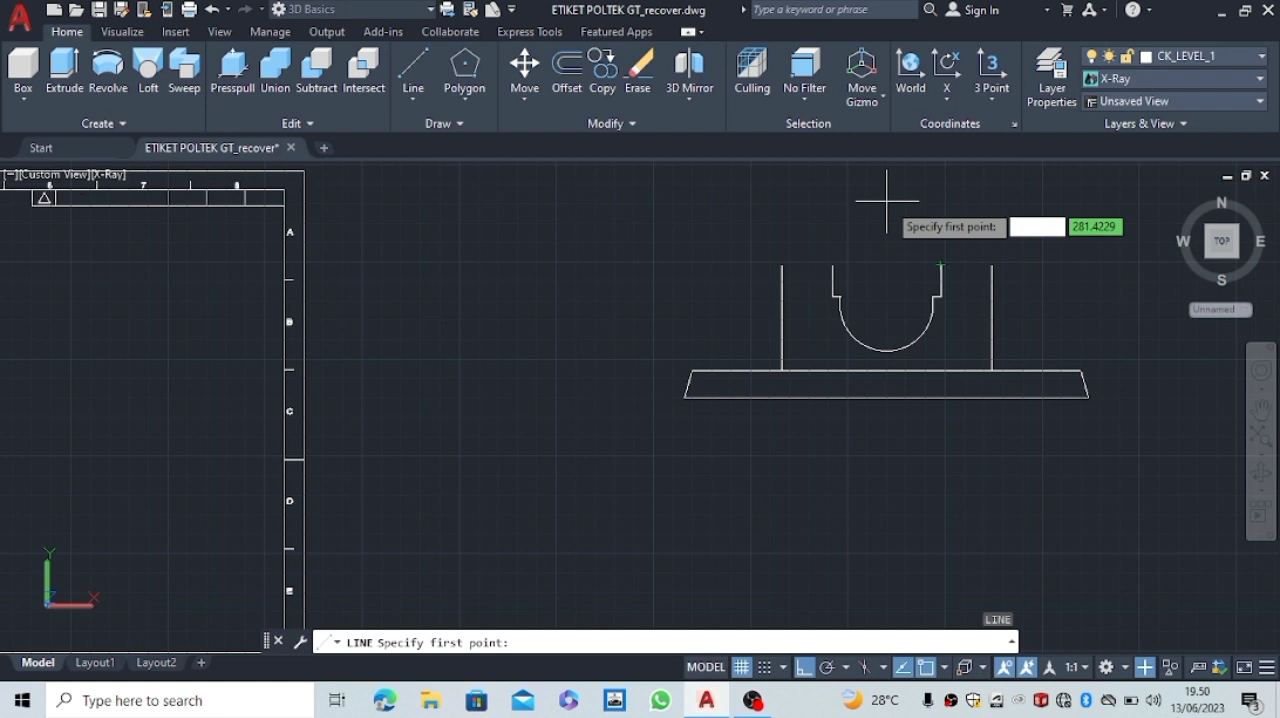 3D Basics
ETIKET POLTEK GT_recover.dwg
Type a keyword or phrase
Sign In
Home
Visualize
Insert
View
Manage
Output
Add-ins
Collaborate
Express Tools
Featured Apps
Box
Extrude
Revolve
Loft
Sweep
Presspull
Union
Subtract
Intersect
Line
Polygon
Move
Offset
Copy
Erase
3D Mirror
Culling
No Filter
Move
Gizmo
World
X
3 Point
Layer
Properties
CK_LEVEL_1
X-Ray
Unsaved View
Create
Edit
Draw
Modify
Selection
Coordinates
Layers & View
Start
ETIKET POLTEK GT_recover*
[−][Custom View][X-Ray]
6
7
8
A
B
C
D
E
Specify first point:
281.4229
N
W
TOP
E
S
Unnamed
Y
X
LINE
LINE Specify first point:
Model
Layout1
Layout2
MODEL
1:1
Type here to search
28°C
19.50
13/06/2023
3